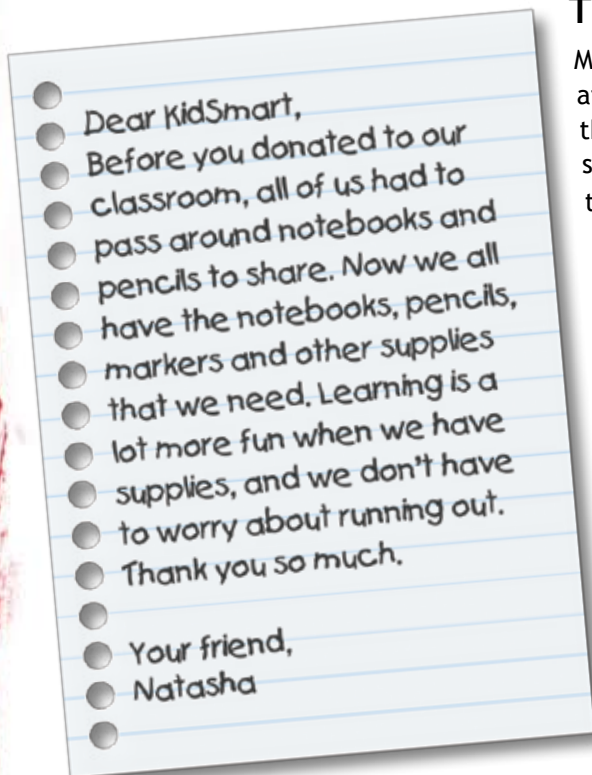 Dear KidSmart,
Before you donated to our
classroom, all of us had to
pass around notebooks and
pencils to share. Now we all
have the notebooks, pencils,
markers and other supplies
that we need. Learning is a
lot more fun when we have
supplies, and we don't have
to worry about running out.
Thank you so much.
Your friend,
Natasha